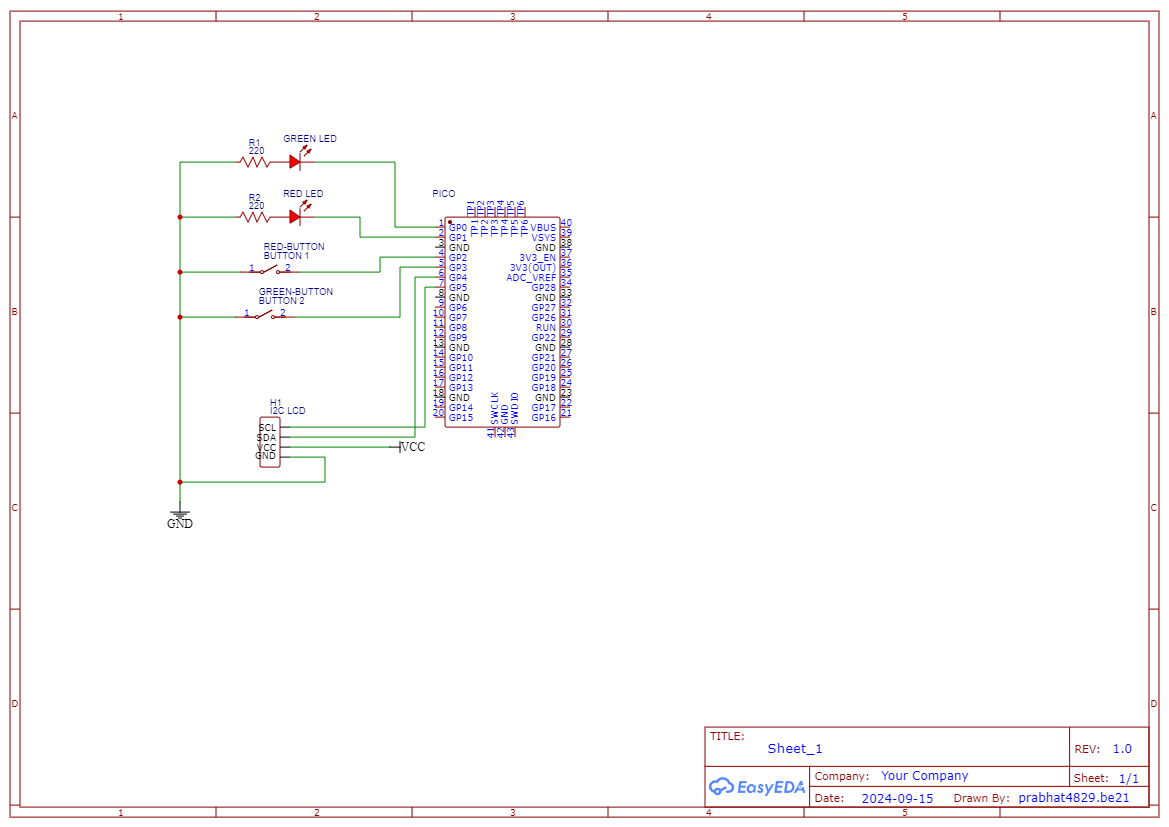 1 2 3 4 5
A A
B B
C C
D D
R1
220
GREEN LED
R2
220
RED LED
RED-BUTTON
BUTTON 1
1 2
GREEN-BUTTON
BUTTON 2
1 2
H1
I2C LCD
SCL
SDA
VCC
GND
VCC
GND
PICO
TP1 TP2 TP3 TP4 TP5 TP6
TP1 TP2 TP3 TP4 TP5 TP6
1 GP0 VBUS 40
2 GP1 VSYS 39
3 GND GND 38
4 GP2 3V3_EN 37
5 GP3 3V3(OUT) 36
6 GP4 ADC_VREF 35
7 GP5 GP28 34
8 GND GND 33
9 GP6 GP27 32
10 GP7 GP26 31
11 GP8 RUN 30
12 GP9 GP22 29
13 GND GND 28
14 GP10 GP21 27
15 GP11 GP20 26
16 GP12 GP19 25
17 GP13 GP18 24
18 GND GND 23
19 GP14 GP17 22
20 GP15 GP16 21
SWCLK GND SWDIO
41 42 43
TITLE:
Sheet_1
REV: 1.0
EasyEDA
Company: Your Company
Sheet: 1/1
Date: 2024-09-15 Drawn By: prabhat4829.be21
1 2 3 4 5